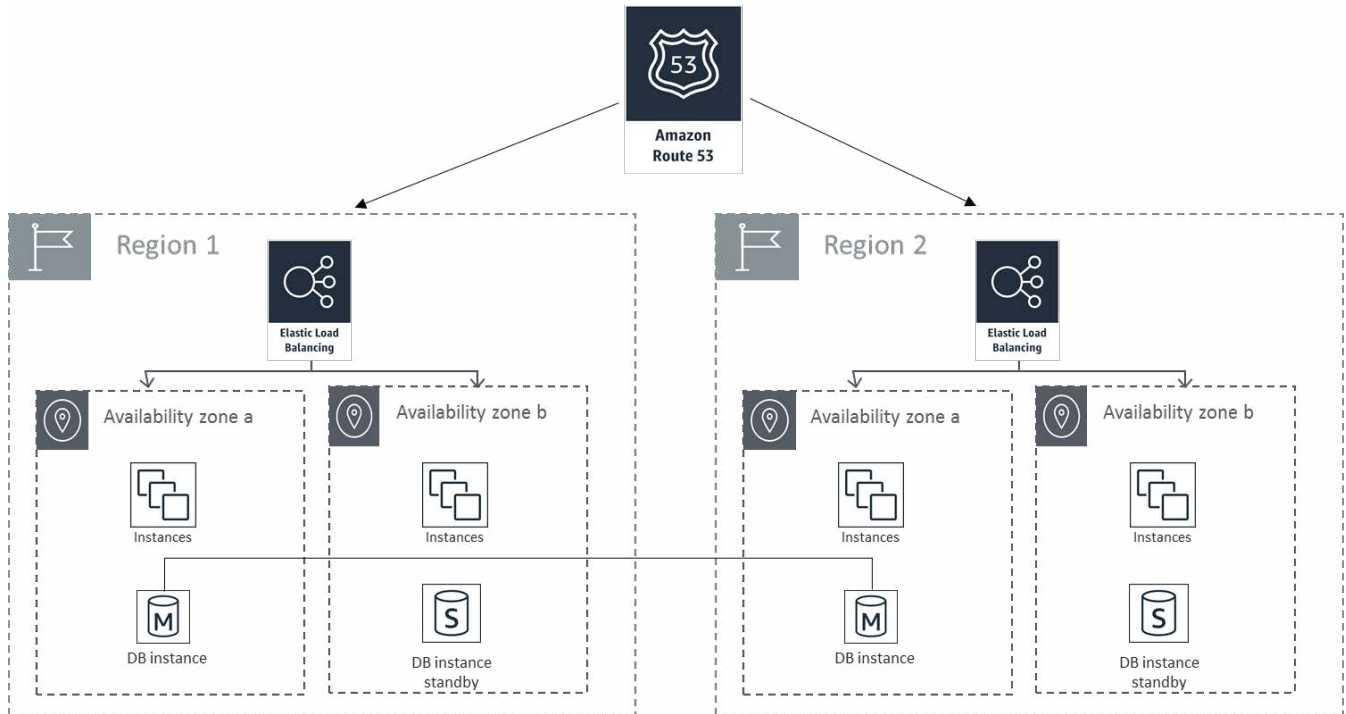 53
Amazon
Route 53
Region 1
Elastic Load
Balancing
Availability zone a
Instances
M
DB instance
Availability zone b
Instances
S
DB instance
standby
Region 2
Elastic Load
Balancing
Availability zone a
Instances
M
DB instance
Availability zone b
Instances
S
DB instance
standby